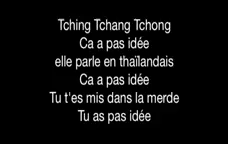 Tching Tchang Tchong
Ca a pas idée
elle parle en thaïlandais
Ca a pas idée
Tu t'es mis dans la merde
Tu as pas idée